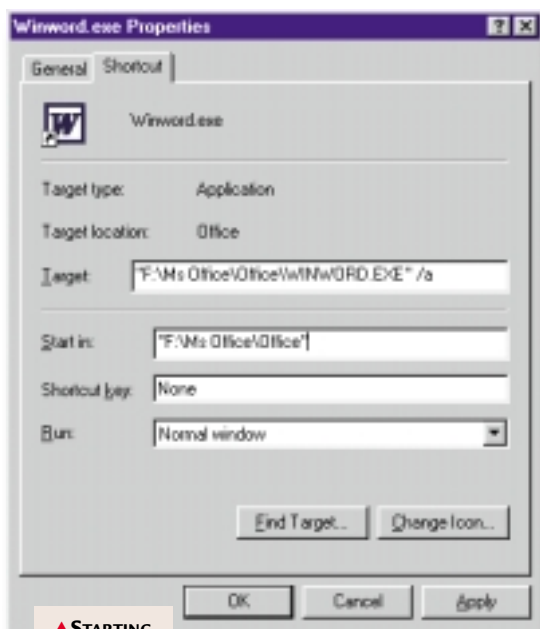 Winword.exe Properties
General Shortcut
Winword.exe
Target type: Application
Target location: Office
Target: "F:\Ms Office\Office\WINWORD.EXE" /a
Start in: "F:\Ms Office\Office"
Shortcut key: None
Run: Normal window
Find Target... Change Icon...
OK Cancel Apply
▲STARTING